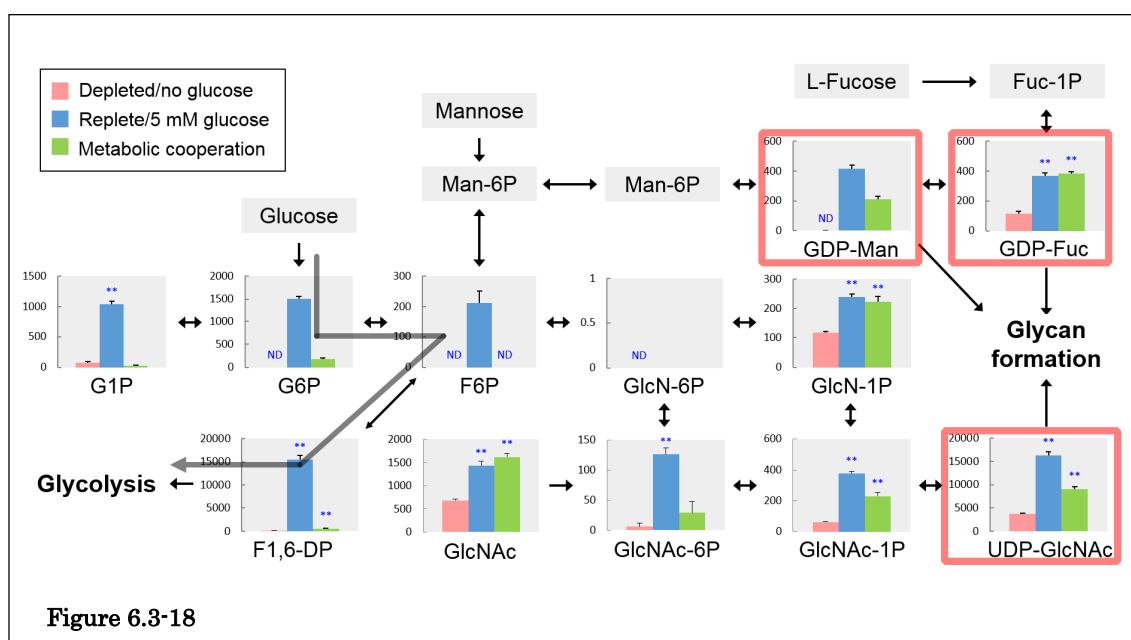 Depleted/no glucose
Replete/5 mM glucose
Metabolic cooperation
L-Fucose
Fuc-1P
Mannose
Man-6P
Man-6P
600
400
200
0
ND
GDP-Man
600
400
200
0
** **
GDP-Fuc
Glucose
1500
1000
500
0
**
G1P
2000
1500
1000
500
0
ND
G6P
300
200
100
0
ND ND
F6P
1
0.5
0
ND
GlcN-6P
300
200
100
0
** **
GlcN-1P
Glycan
formation
Glycolysis
20000
15000
10000
5000
0
**
**
F1,6-DP
2000
1500
1000
500
0
** **
GlcNAc
150
100
50
0
**
GlcNAc-6P
600
400
200
0
**
**
GlcNAc-1P
20000
15000
10000
5000
0
**
**
UDP-GlcNAc
Figure 6.3-18